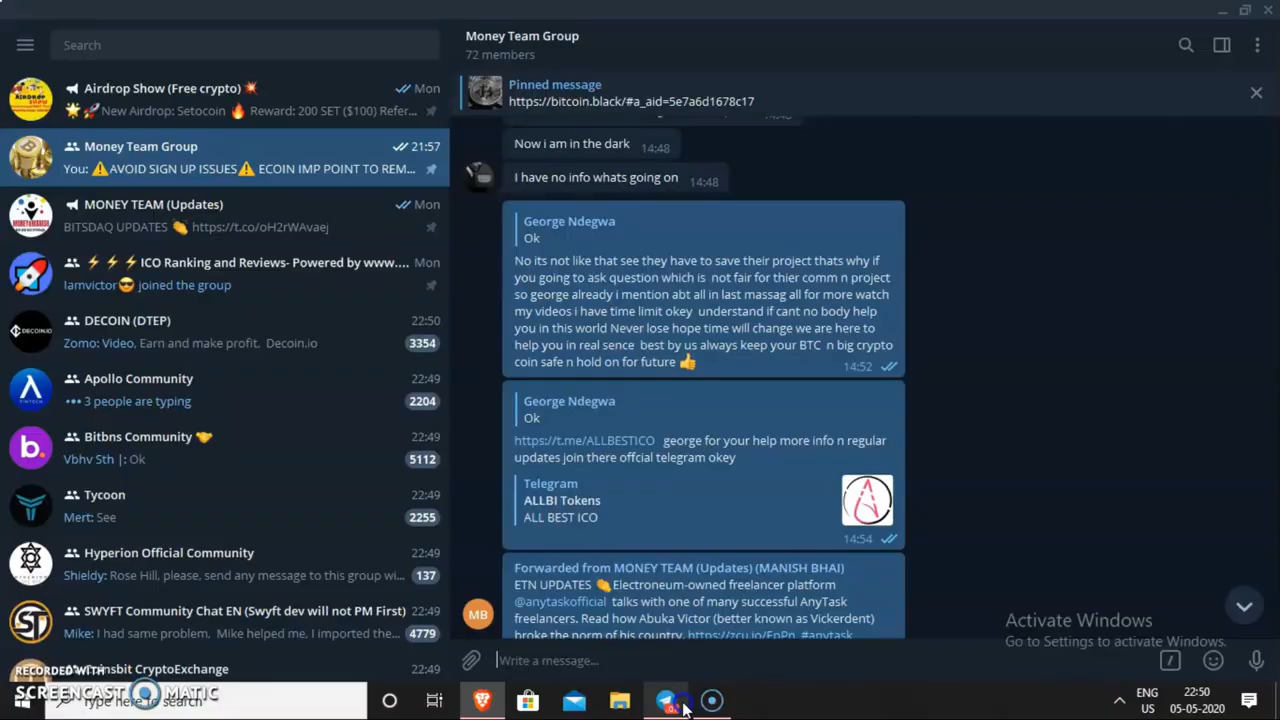 Search
Airdrop Show (Free crypto) 💥
Mon
🌟🚀 New Airdrop: Setocoin 🔥 Reward: 200 SET ($100) Refer...
Money Team Group
21:57
You: ⚠️AVOID SIGN UP ISSUES⚠️ ECOIN IMP POINT TO REM...
MONEY TEAM (Updates)
Mon
BITSDAQ UPDATES 👏 https://t.co/oH2rWAvaej
⚡⚡⚡ICO Ranking and Reviews- Powered by www....
Mon
Iamvictor😎 joined the group
DECOIN (DTEP)
22:50
DECOIN.IO
Zomo: Video, Earn and make profit. Decoin.io
3354
Apollo Community
22:49
••• 3 people are typing
2204
Bitbns Community 🤝
22:49
Vbhv Sth |: Ok
5112
Tycoon
22:49
Mert: See
2255
Hyperion Official Community
22:49
Shieldy: Rose Hill, please, send any message to this group wi...
137
SWYFT Community Chat EN (Swyft dev will not PM First)
22:49
Mike: I had same problem, Mike helped me, I imported the...
4779
CryptoExchange
22:49
Money Team Group
72 members
Pinned message
https://bitcoin.black/#a_aid=5e7a6d1678c17
14:48
Now i am in the dark 14:48
I have no info whats going on 14:48
George Ndegwa
Ok
No its not like that see they have to save their project thats why if
you going to ask question which is not fair for thier comm n project
so george already i mention abt all in last massag all for more watch
my videos i have time limit okey understand if cant no body help
you in this world Never lose hope time will change we are here to
help you in real sence best by us always keep your BTC n big crypto
coin safe n hold on for future 👍
14:52
George Ndegwa
Ok
https://t.me/ALLBESTICO george for your help more info n regular
updates join there offcial telegram okey
Telegram
ALLBI Tokens
ALL BEST ICO
14:54
Forwarded from MONEY TEAM (Updates) (MANISH BHAI)
ETN UPDATES 👏Electroneum-owned freelancer platform
@anytaskofficial talks with one of many successful AnyTask
freelancers. Read how Abuka Victor (better known as Vickerdent)
broke the norm of his country. https://zcu.io/EpPn #anytask
MB
Write a message...
Activate Windows
Go to Settings to activate Windows.
RECORDED WITH
SCREENCAST MATIC
Type here to search
ENG
US
22:50
05-05-2020